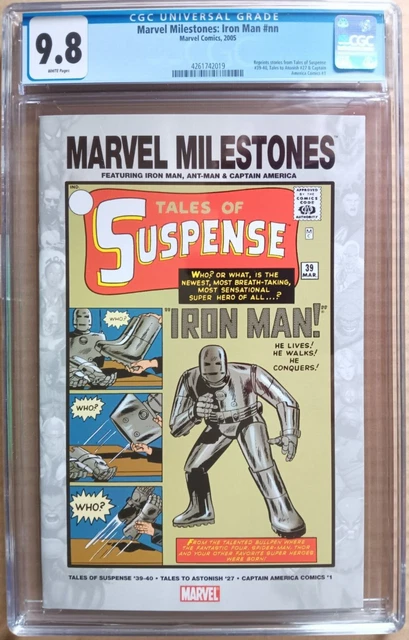 CGC UNIVERSAL GRADE
9.8
WHITE Pages
Marvel Milestones: Iron Man #nn
Marvel Comics, 2005
4261742019
Reprints stories from Tales of Suspense
#39-40, Tales to Astonish #27 & Captain
America Comics #1
CGC
MARVEL MILESTONES
FEATURING IRON MAN, ANT-MAN & CAPTAIN AMERICA
IND.
TALES OF
SUSPENSE
APPROVED
BY THE
COMICS
CODE
AUTHORITY
39
MAR.
WHO? OR WHAT, IS THE
NEWEST, MOST BREATH-TAKING,
MOST SENSATIONAL
SUPER HERO OF ALL...?
"IRON MAN!"
HE LIVES!
HE WALKS!
HE
CONQUERS!
WHO?
WHO?
WHO?
FROM THE TALENTED BULLPEN WHERE
THE FANTASTIC FOUR, SPIDER-MAN, THOR
AND YOUR OTHER FAVORITE SUPER HEROES
WERE BORN!
TALES OF SUSPENSE #39-40 • TALES TO ASTONISH #27 • CAPTAIN AMERICA COMICS #1
MARVEL